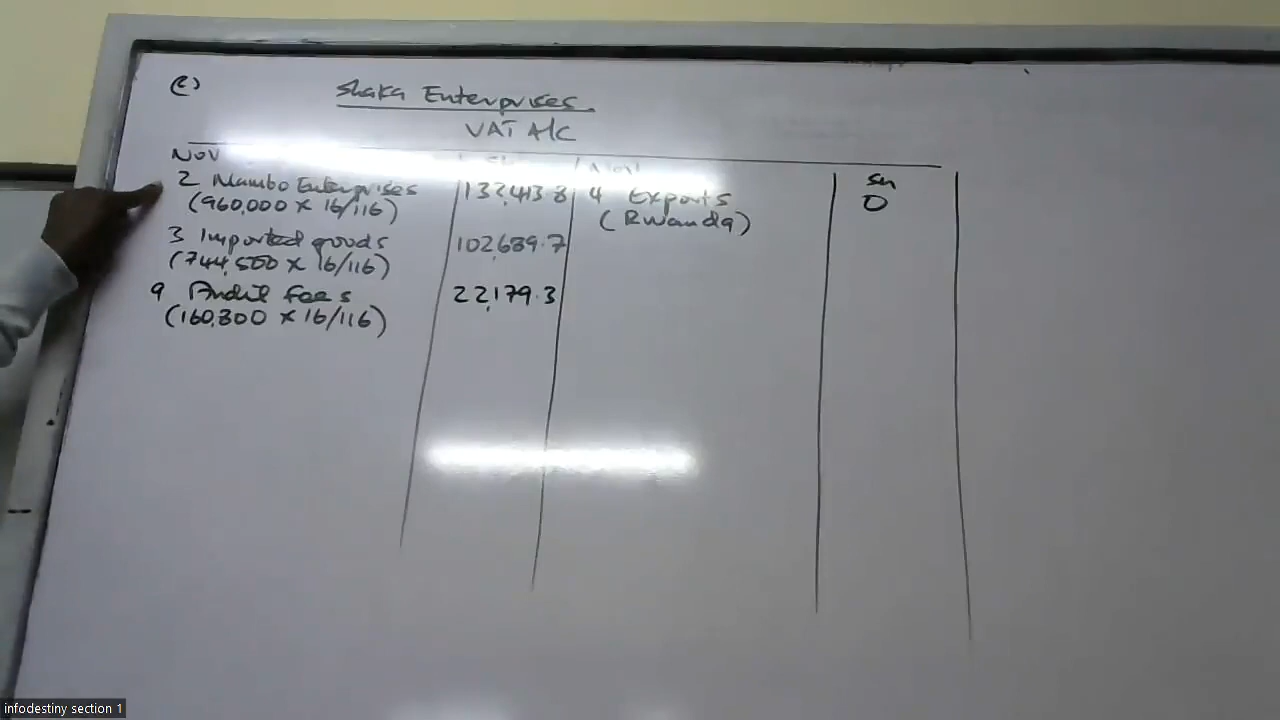 (c)
Shaka Enterprises
VAT A/C
NOV
2 Mambo Enterprises 132,413.8
(960,000 x 16/116)
3 Imported goods 102,689.7
(744,500 x 16/116)
9 Audit Fees 22,179.3
(160,800 x 16/116)
Sh
4 Exports 0
(Rwanda)
infodestiny section 1